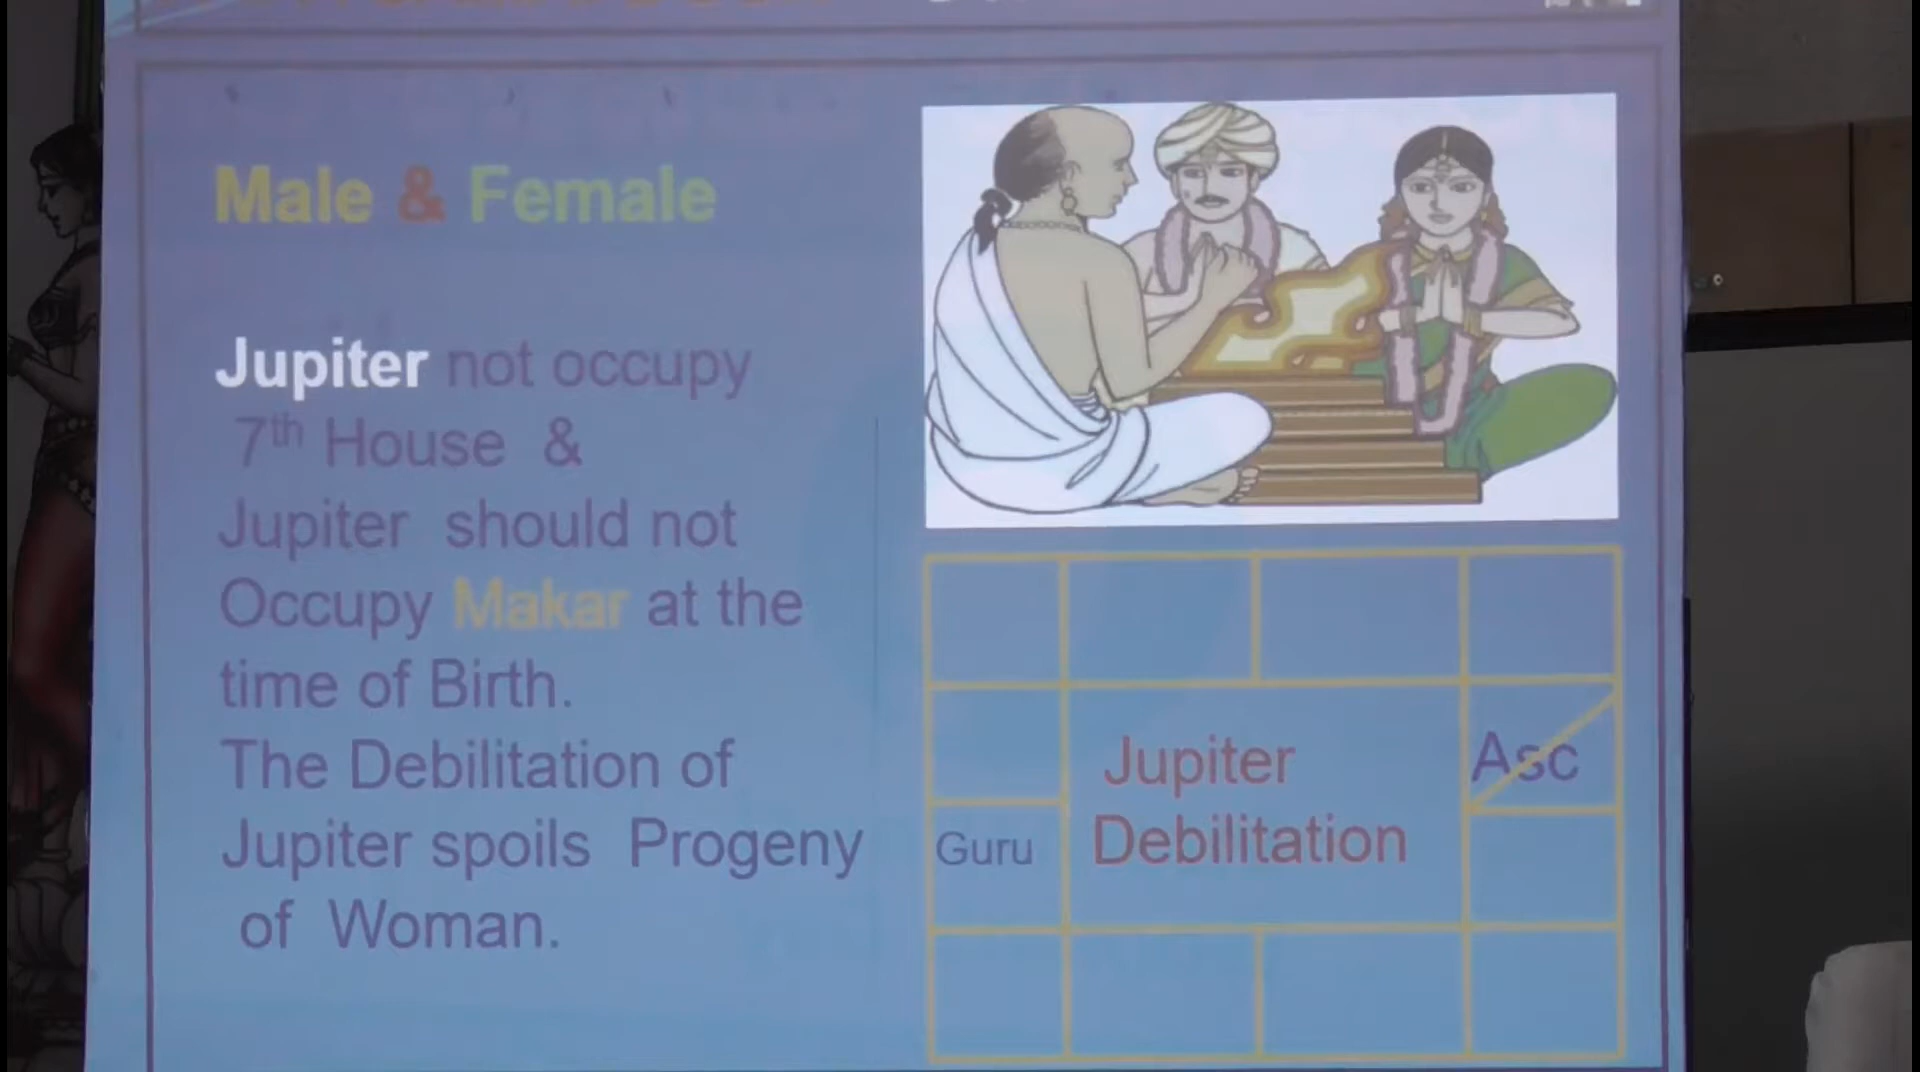 Male & Female
Jupiter not occupy
7th House &
Jupiter should not
Occupy Makar at the
time of Birth.
The Debilitation of
Jupiter spoils Progeny
of Woman.
Asc
Jupiter
Guru
Debilitation